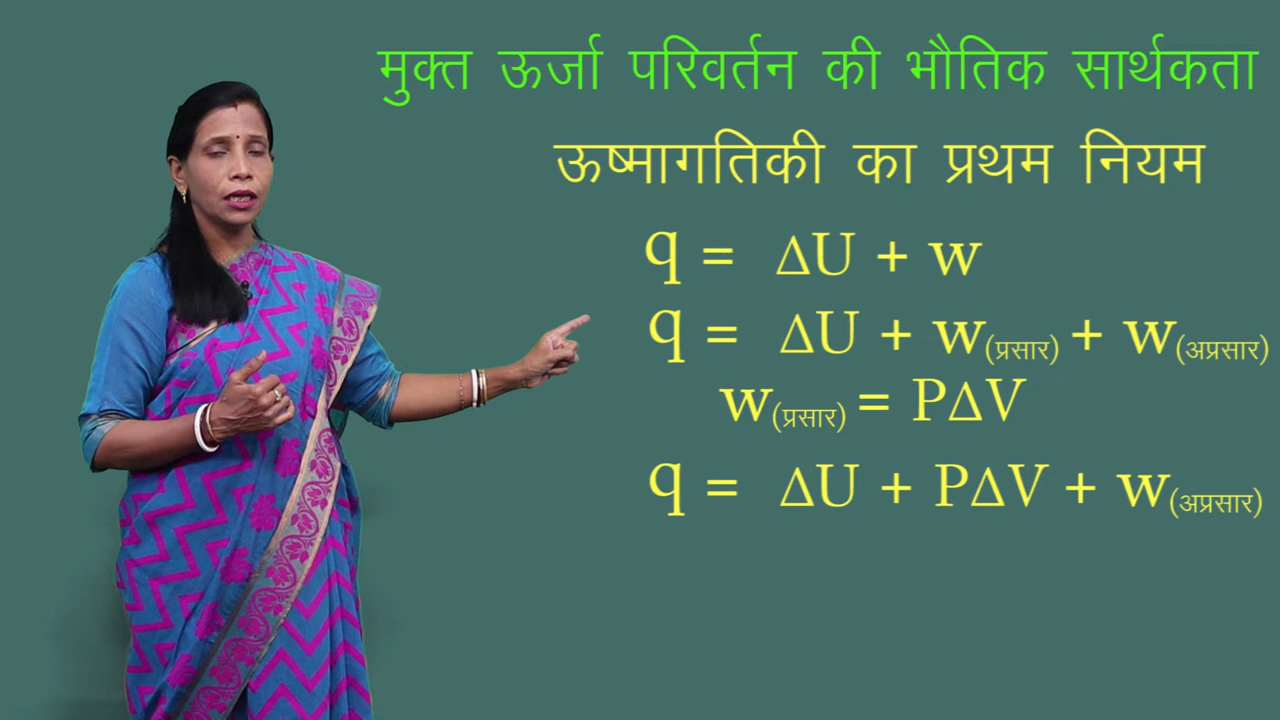 मुक्त ऊर्जा परिवर्तन की भौतिक सार्थकता
ऊष्मागतिकी का प्रथम नियम
q = ΔU + w
q = ΔU + w(प्रसार) + w(अप्रसार)
w(प्रसार) = PΔV
q = ΔU + PΔV + w(अप्रसार)